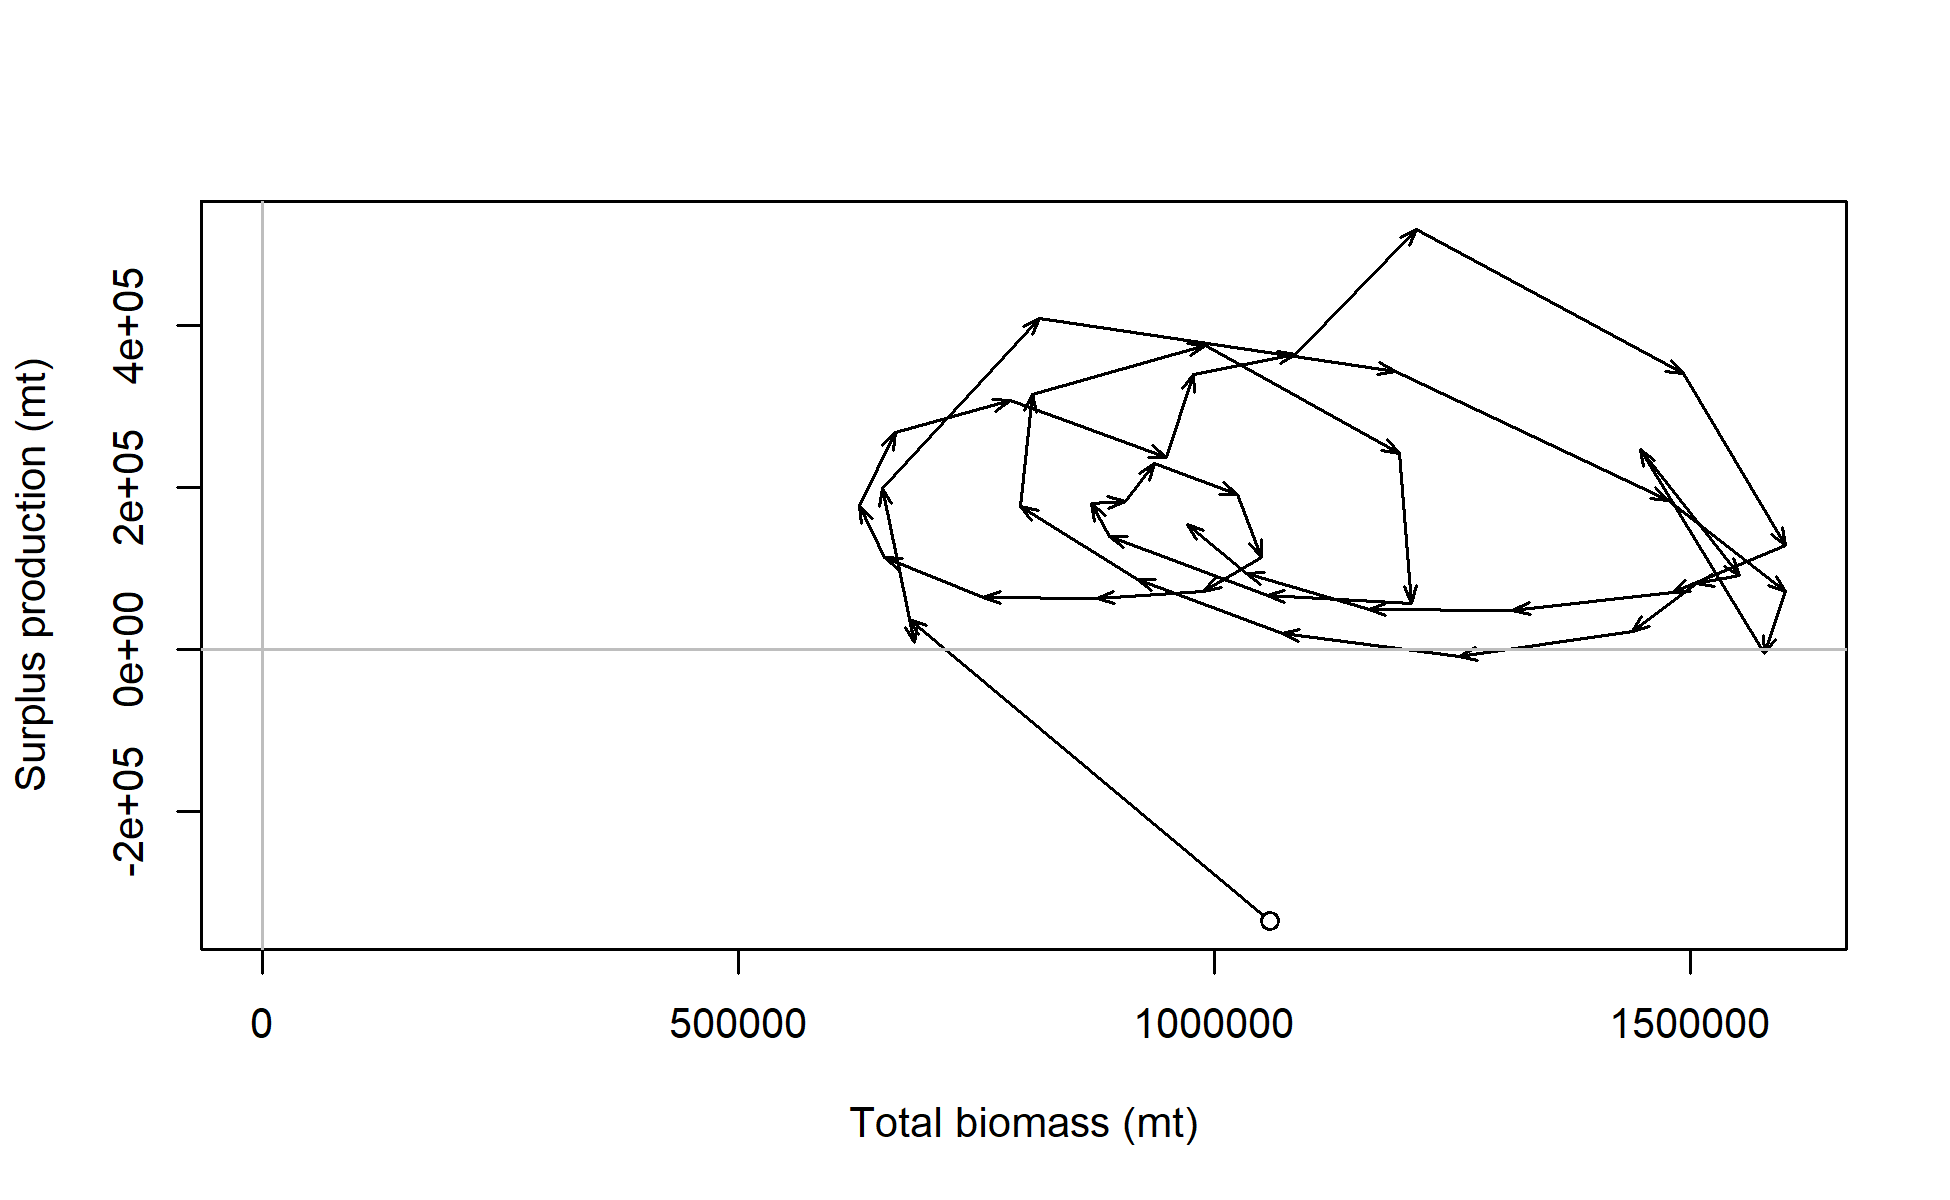 Surplus production (mt)
4e+05
2e+05
0e+00
-2e+05
0 500000 1000000 1500000
Total biomass (mt)